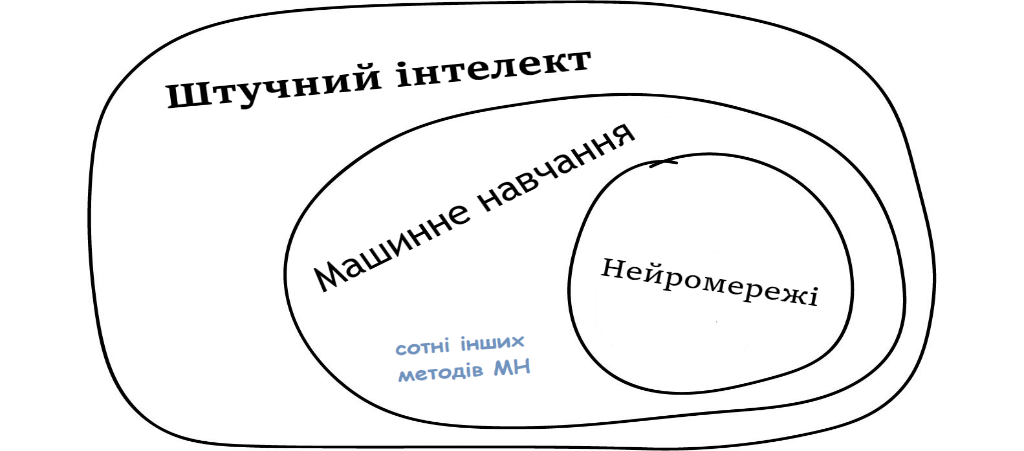 Штучний інтелект
Машинне навчання
Нейромережі
сотні інших
методів МН